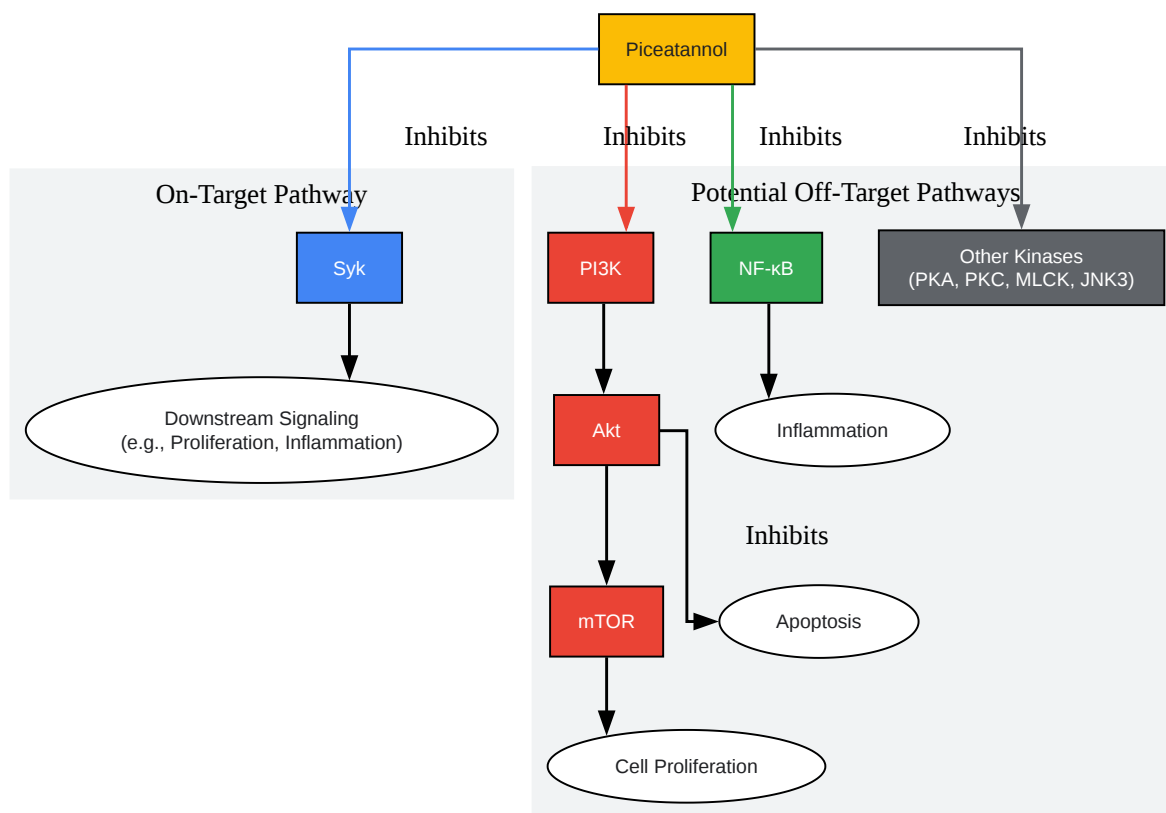 Piceatannol
Inhibits
Inhibits
Inhibits
Inhibits
On-Target Pathway
Potential Off-Target Pathways
Syk
PI3K
NF-κB
Other Kinases
(PKA, PKC, MLCK, JNK3)
Downstream Signaling
(e.g., Proliferation, Inflammation)
Akt
Inflammation
Inhibits
mTOR
Apoptosis
Cell Proliferation